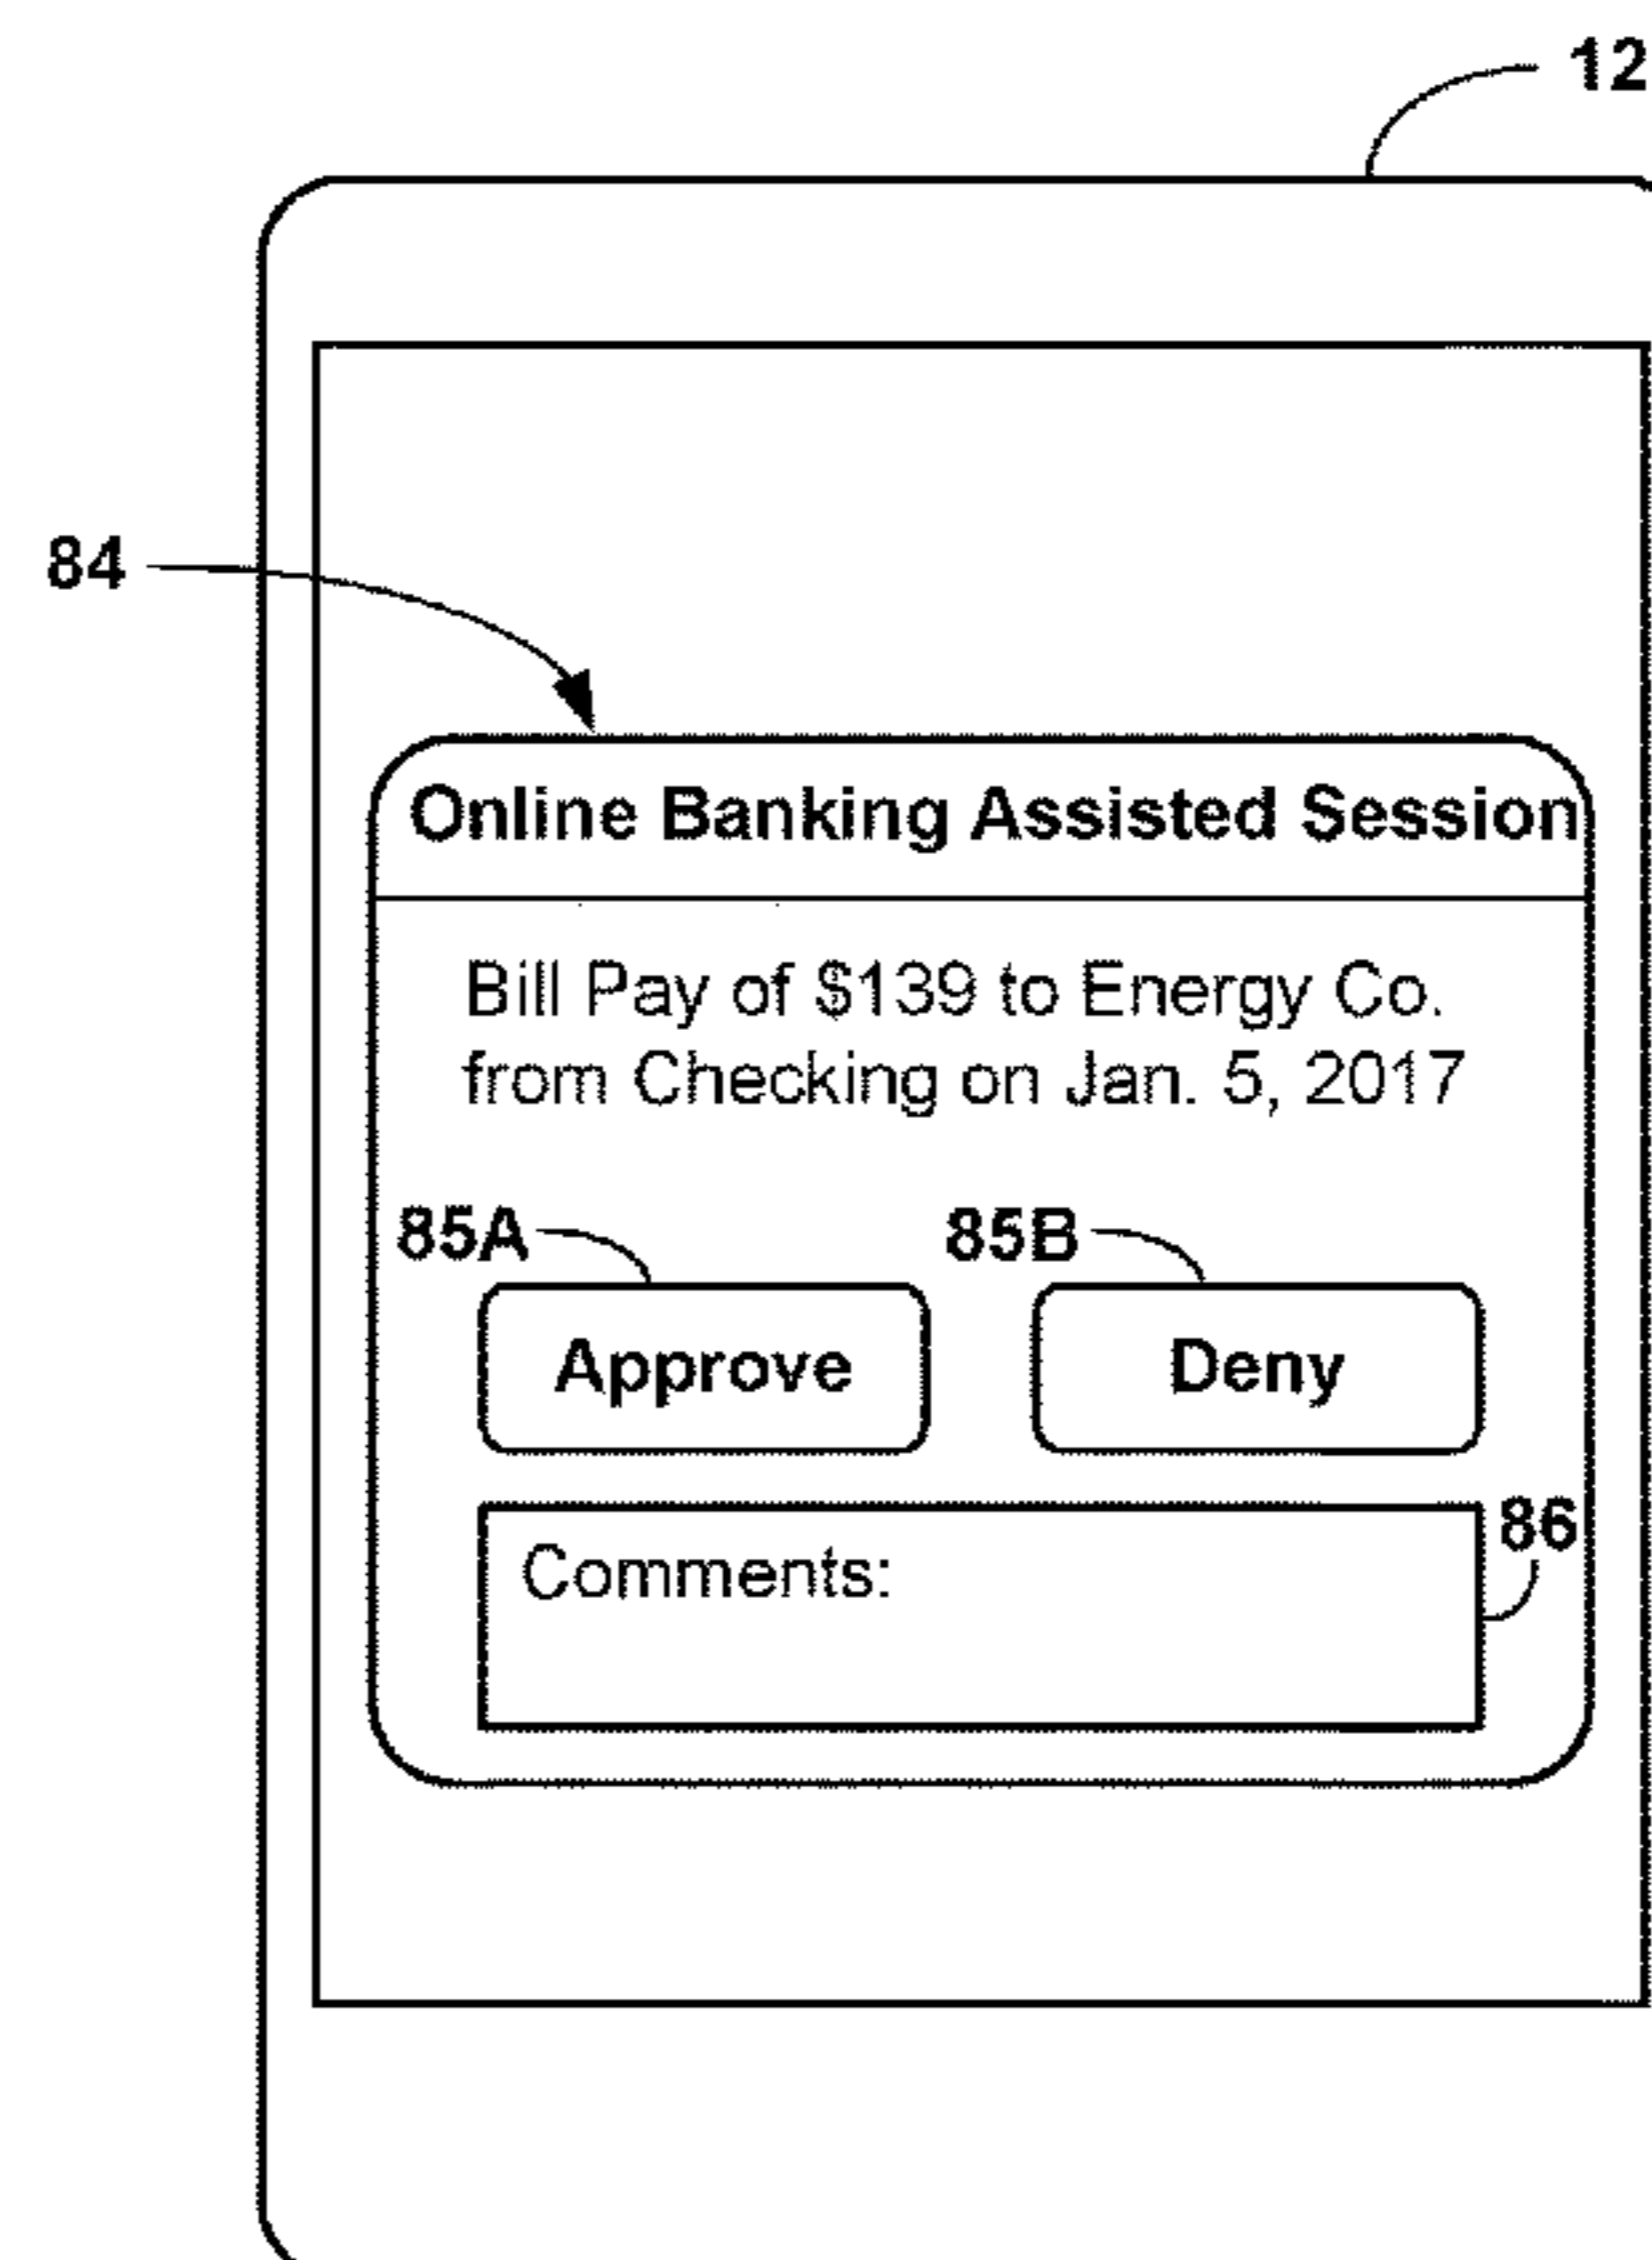 12
84
Online Banking Assisted Session
Bill Pay of $139 to Energy Co.
from Checking on Jan. 5, 2017
85A 85B
Approve Deny
86
Comments: